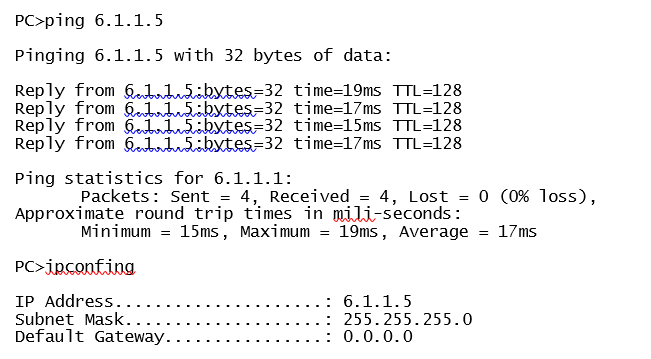 PC>ping 6.1.1.5
Pinging 6.1.1.5 with 32 bytes of data:
Reply from 6.1.1.5:bytes=32 time=19ms TTL=128
Reply from 6.1.1.5:bytes=32 time=17ms TTL=128
Reply from 6.1.1.5:bytes=32 time=15ms TTL=128
Reply from 6.1.1.5:bytes=32 time=17ms TTL=128
Ping statistics for 6.1.1.1:
Packets: Sent = 4, Received = 4, Lost = 0 (0% loss),
Approximate round trip times in mili-seconds:
Minimum = 15ms, Maximum = 19ms, Average = 17ms
PC>ipconfing
IP Address.....................: 6.1.1.5
Subnet Mask....................: 255.255.255.0
Default Gateway................: 0.0.0.0